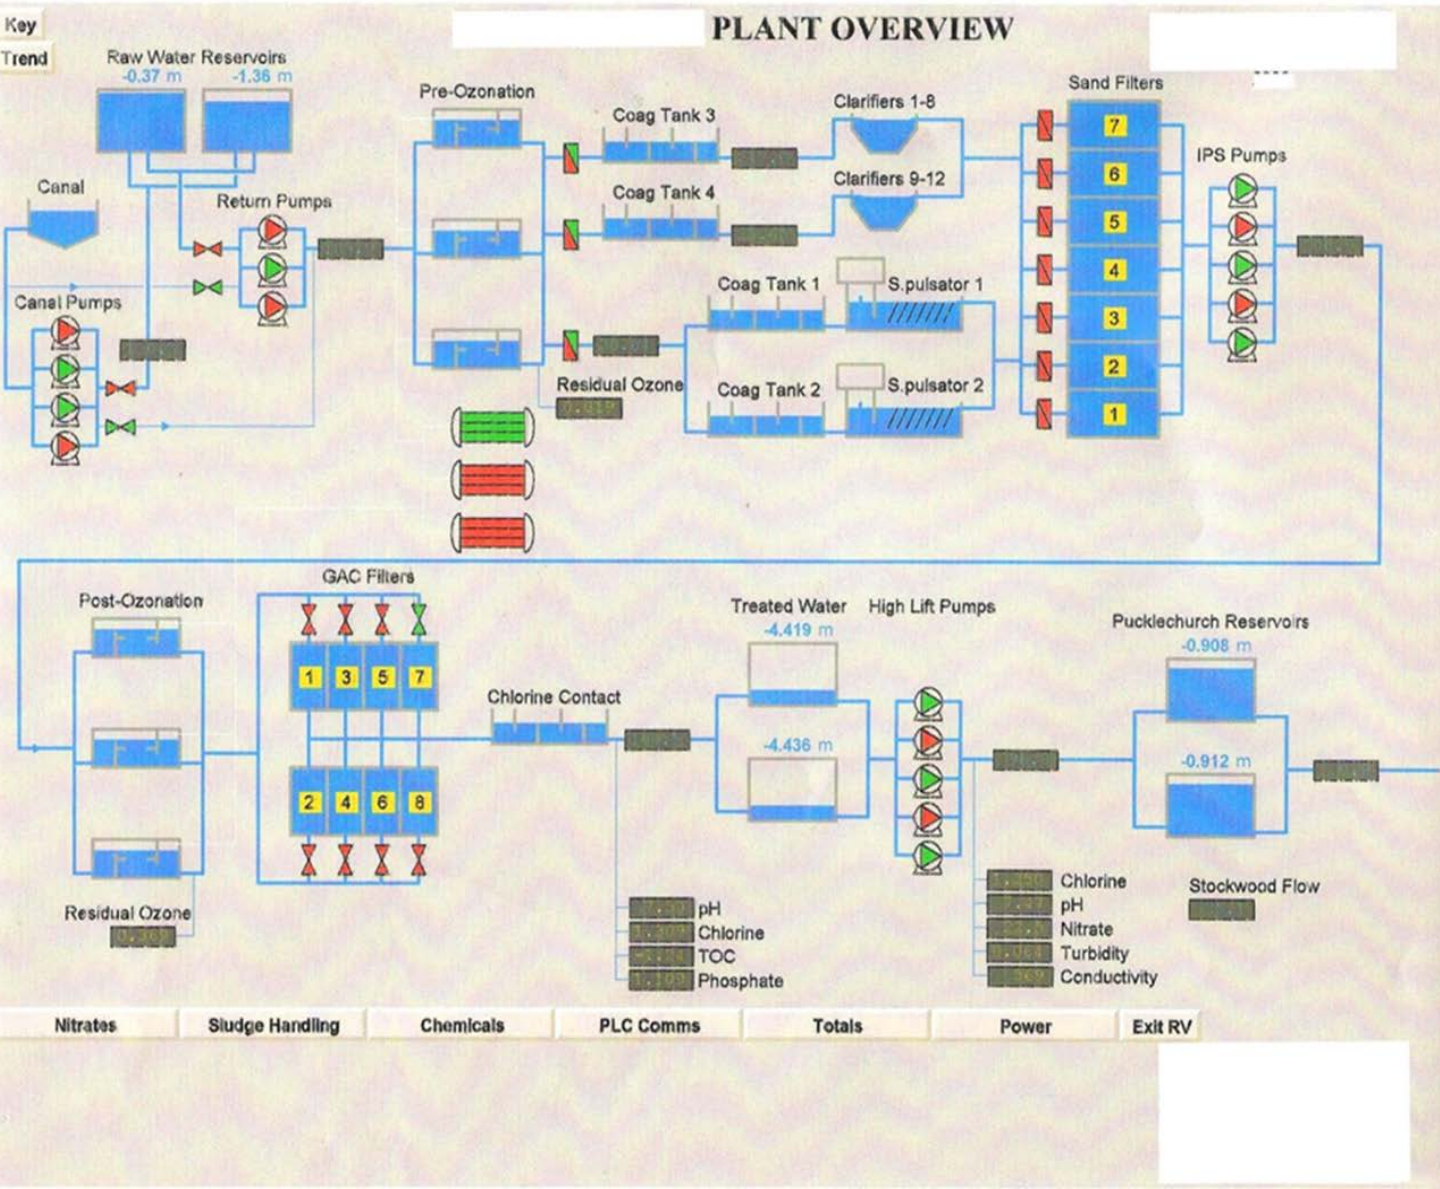 Key
PLANT OVERVIEW
Trend
Raw Water Reservoirs
-0.37 m
-1.36 m
Pre-Ozonation
Coag Tank 3
Clarifiers 1-8
Sand Filters
7
IPS Pumps
6
Canal
Return Pumps
Coag Tank 4
Clarifiers 9-12
5
4
Canal Pumps
Coag Tank 1
S.pulsator 1
3
2
Residual Ozone
Coag Tank 2
S.pulsator 2
1
GAC Filters
Post-Ozonation
Treated Water
-4.419 m
High Lift Pumps
Pucklechurch Reservoirs
-0.908 m
1 3 5 7
Chlorine Contact
-4.436 m
-0.912 m
2 4 6 8
Residual Ozone
pH
Chlorine
TOC
Phosphate
Chlorine
pH
Nitrate
Turbidity
Conductivity
Stockwood Flow
Nitrates
Sludge Handling
Chemicals
PLC Comms
Totals
Power
Exit RV